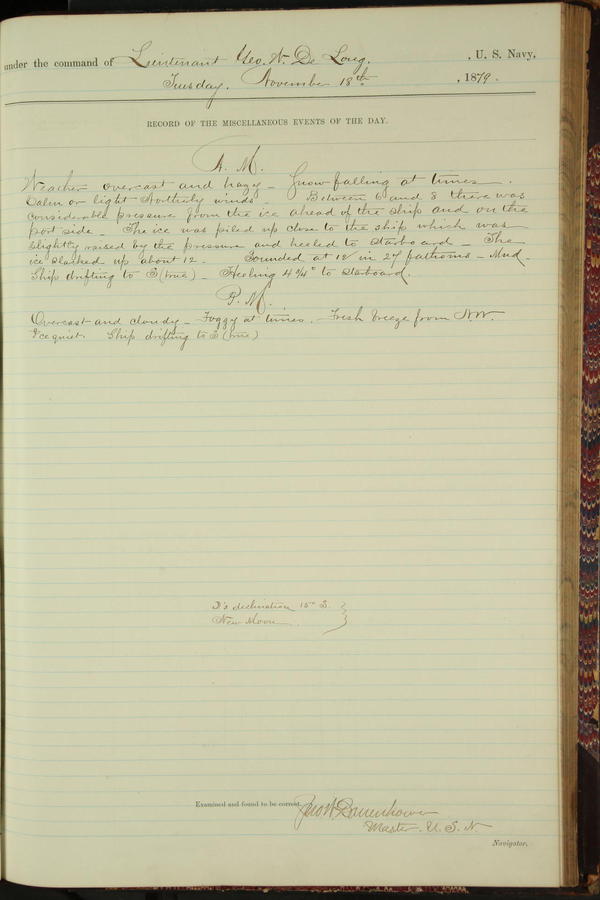 under the command of Lieutenant Geo. W. De Long. , U. S. Navy,
Tuesday. November 18th , 1879.
RECORD OF THE MISCELLANEOUS EVENTS OF THE DAY.
A. M.
Weather overcast and hazy - Snow falling at times.
Calm or light Northerly winds. Between 6 and 8 there was
considerable pressure from the ice ahead of the ship and on the
port side - The ice was piled up close to the ship which was
slightly raised by the pressure and heeled to starboard - The
ice slacked up about 12. Sounded at 12 in 27 fathoms - Mud.
Ship drifting to S (true) - Heeling 4 3/4° to starboard.
P. M.
Overcast and cloudy - Foggy at times. Fresh breeze from N.W.
Ice quiet. Ship drifting to S (true)
declination 15° S. }
New Moon. }
Examined and found to be correct. Jno W Danenhower
Master. U. S. N
Navigator.